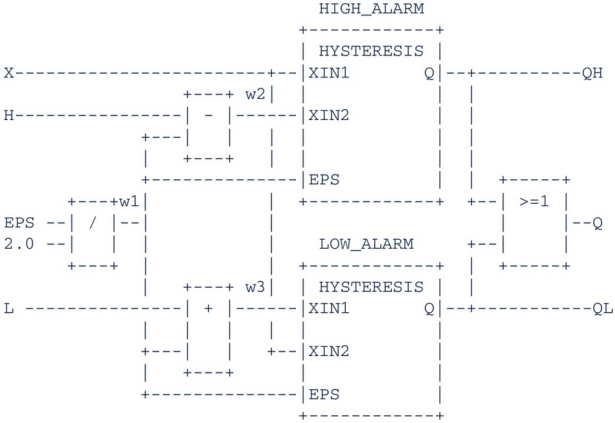 HIGH_ALARM
HYSTERESIS
X XIN1 Q QH
w2
H - XIN2
EPS
w1 >=1
EPS / Q
2.0 LOW_ALARM
w3 HYSTERESIS
L + XIN1 Q QL
XIN2
EPS